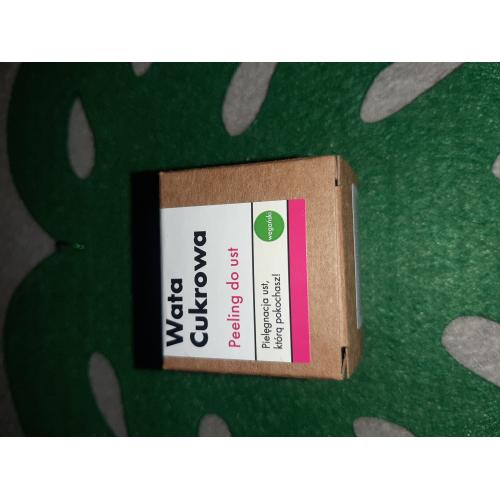 Wata
Cukrowa
Peeling do ust
Pielęgnacja ust,
którą pokochasz!
wegański